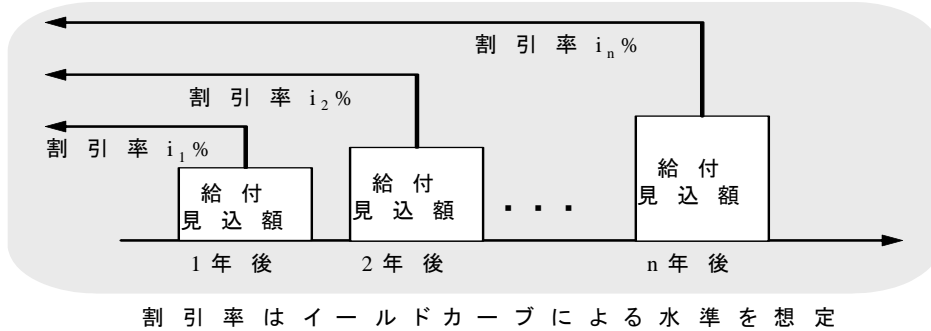 割引率 iₙ%
割引率 i₂%
割引率 i₁%
給付
見込額
給付
見込額
・・・
給付
見込額
1年後
2年後
n年後
割引率はイールドカーブによる水準を想定